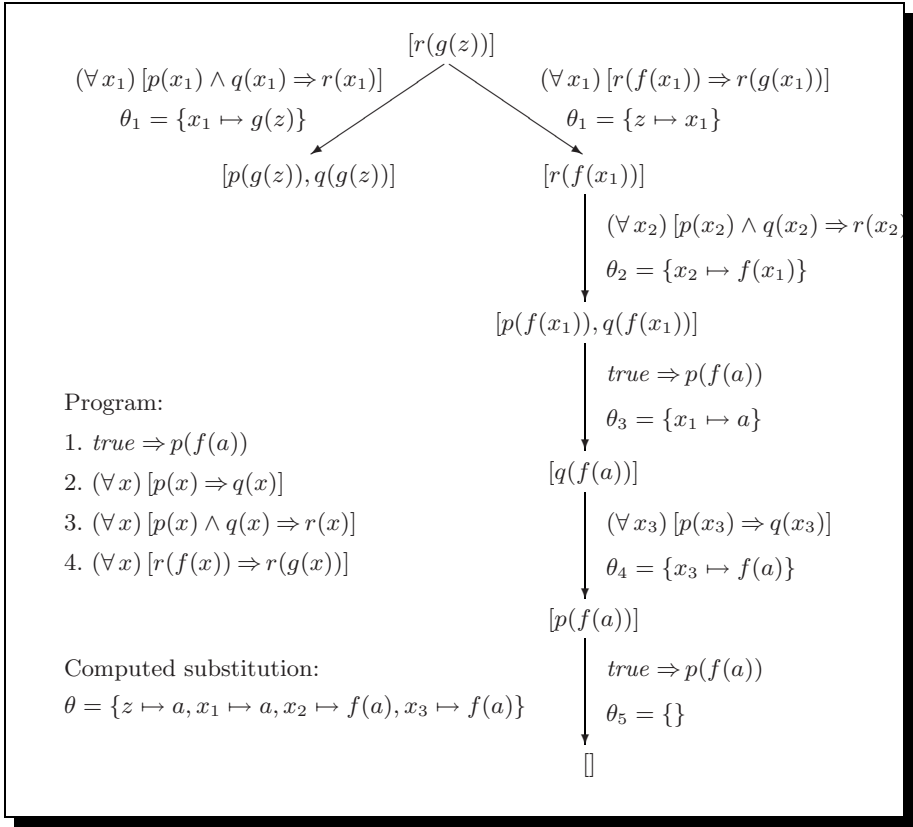 [r(g(z))]
(∀ x₁) [p(x₁) ∧ q(x₁) ⇒ r(x₁)]
θ₁ = {x₁ ↦ g(z)}
(∀ x₁) [r(f(x₁)) ⇒ r(g(x₁))]
θ₁ = {z ↦ x₁}
[p(g(z)), q(g(z))]
[r(f(x₁))]
(∀ x₂) [p(x₂) ∧ q(x₂) ⇒ r(x₂)
θ₂ = {x₂ ↦ f(x₁)}
[p(f(x₁)), q(f(x₁))]
true ⇒ p(f(a))
θ₃ = {x₁ ↦ a}
[q(f(a))]
(∀ x₃) [p(x₃) ⇒ q(x₃)]
θ₄ = {x₃ ↦ f(a)}
[p(f(a))]
true ⇒ p(f(a))
θ₅ = {}
[]
Program:
1. true ⇒ p(f(a))
2. (∀ x) [p(x) ⇒ q(x)]
3. (∀ x) [p(x) ∧ q(x) ⇒ r(x)]
4. (∀ x) [r(f(x)) ⇒ r(g(x))]
Computed substitution:
θ = {z ↦ a, x₁ ↦ a, x₂ ↦ f(a), x₃ ↦ f(a)}